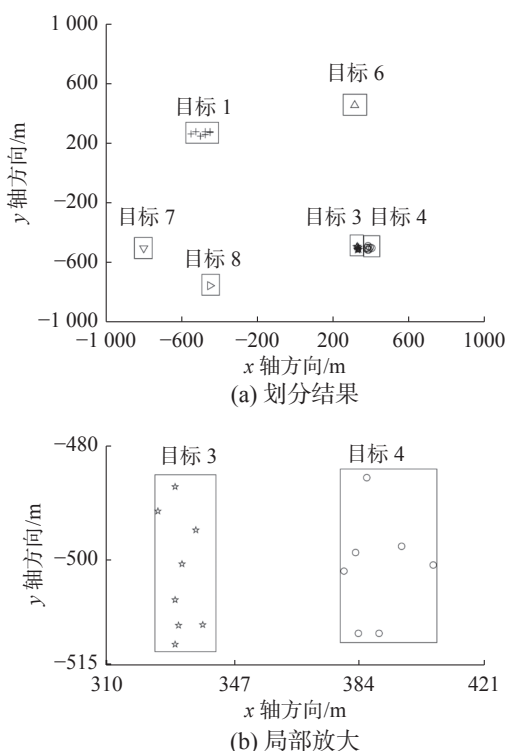 1 000
目标 6
600
目标 1
200
y 轴方向/m
−200
目标 7
目标 3 目标 4
−600
目标 8
−1 000
−1 000 −600 −200 200 600 1000
x 轴方向/m
(a) 划分结果
−480
目标 3 目标 4
y 轴方向/m
−500
−515
310 347 384 421
x 轴方向/m
(b) 局部放大